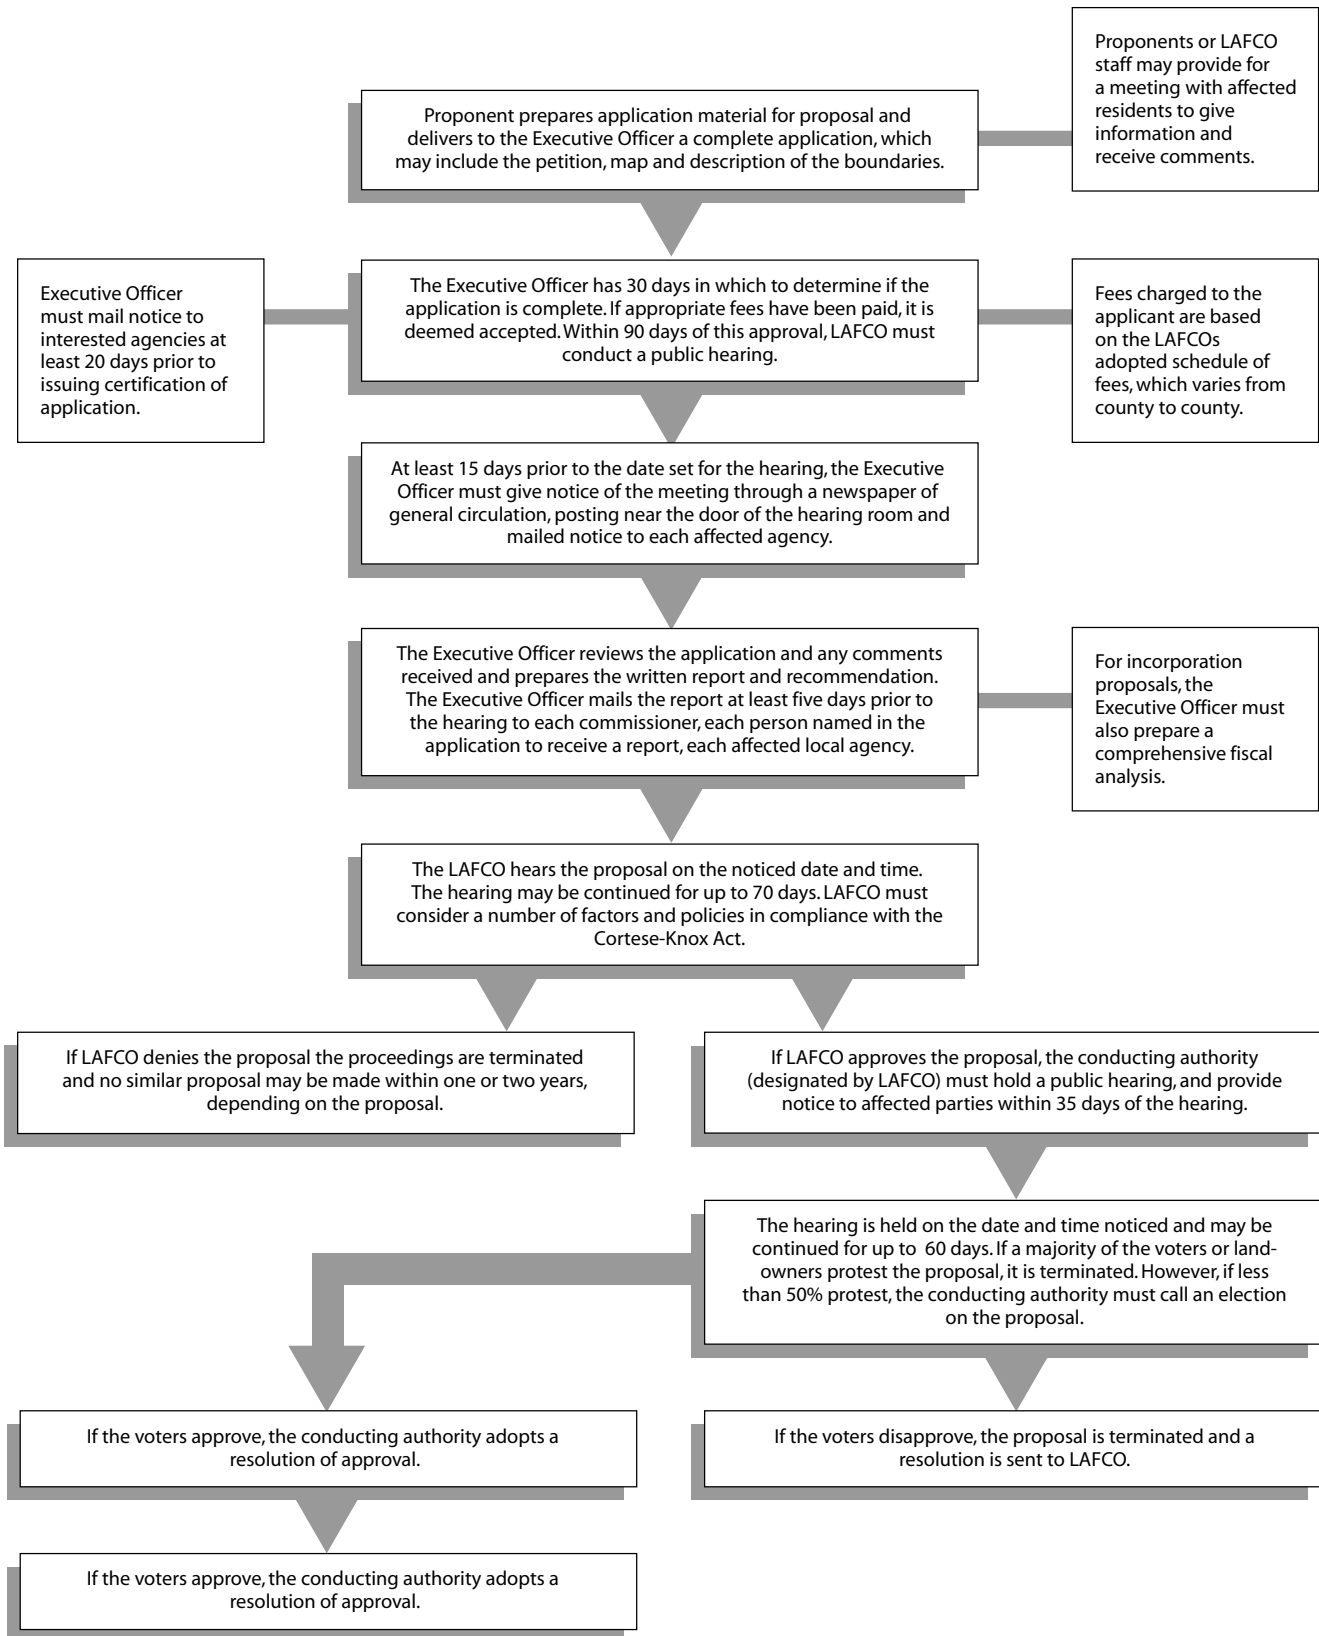 Proponents or LAFCO
staff may provide for
a meeting with affected
residents to give
information and
receive comments.
Proponent prepares application material for proposal and
delivers to the Executive Officer a complete application, which
may include the petition, map and description of the boundaries.
Executive Officer
must mail notice to
interested agencies at
least 20 days prior to
issuing certification of
application.
The Executive Officer has 30 days in which to determine if the
application is complete. If appropriate fees have been paid, it is
deemed accepted. Within 90 days of this approval, LAFCO must
conduct a public hearing.
Fees charged to the
applicant are based
on the LAFCOs
adopted schedule of
fees, which varies from
county to county.
At least 15 days prior to the date set for the hearing, the Executive
Officer must give notice of the meeting through a newspaper of
general circulation, posting near the door of the hearing room and
mailed notice to each affected agency.
The Executive Officer reviews the application and any comments
received and prepares the written report and recommendation.
The Executive Officer mails the report at least five days prior to
the hearing to each commissioner, each person named in the
application to receive a report, each affected local agency.
For incorporation
proposals, the
Executive Officer must
also prepare a
comprehensive fiscal
analysis.
The LAFCO hears the proposal on the noticed date and time.
The hearing may be continued for up to 70 days. LAFCO must
consider a number of factors and policies in compliance with the
Cortese-Knox Act.
If LAFCO denies the proposal the proceedings are terminated
and no similar proposal may be made within one or two years,
depending on the proposal.
If LAFCO approves the proposal, the conducting authority
(designated by LAFCO) must hold a public hearing, and provide
notice to affected parties within 35 days of the hearing.
The hearing is held on the date and time noticed and may be
continued for up to 60 days. If a majority of the voters or land-
owners protest the proposal, it is terminated. However, if less
than 50% protest, the conducting authority must call an election
on the proposal.
If the voters approve, the conducting authority adopts a
resolution of approval.
If the voters disapprove, the proposal is terminated and a
resolution is sent to LAFCO.
If the voters approve, the conducting authority adopts a
resolution of approval.